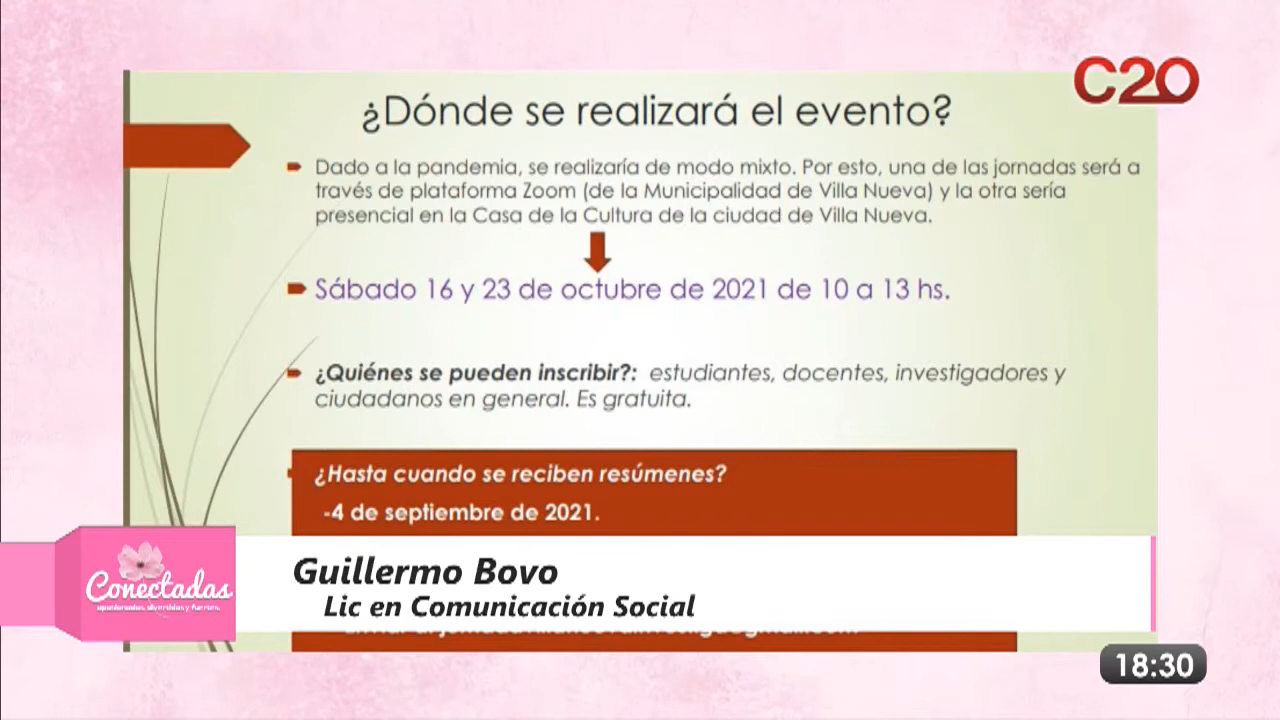 C20
¿Dónde se realizará el evento?
Dado a la pandemia, se realizaría de modo mixto. Por esto, una de las jornadas será a
través de plataforma Zoom (de la Municipalidad de Villa Nueva) y la otra sería
presencial en la Casa de la Cultura de la ciudad de Villa Nueva.
Sábado 16 y 23 de octubre de 2021 de 10 a 13 hs.
¿Quiénes se pueden inscribir?: estudiantes, docentes, investigadores y
ciudadanos en general. Es gratuita.
¿Hasta cuando se reciben resúmenes?
-4 de septiembre de 2021.
Guillermo Bovo
Lic en Comunicación Social
Conectadas
18:30